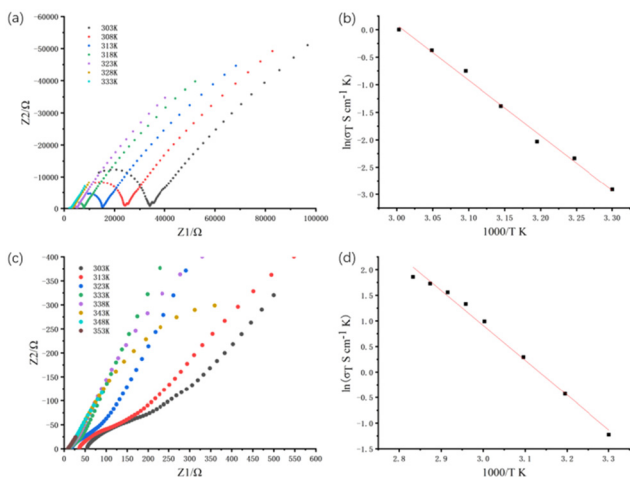 (a)
-60000
-50000
-40000
-30000
-20000
-10000
0
Z2/Ω
303K
308K
313K
318K
323K
328K
333K
0 20000 40000 60000 80000 100000
Z1/Ω
(b)
0.0
-0.5
-1.0
-1.5
-2.0
-2.5
-3.0
ln(σT S cm⁻¹ K)
3.00 3.05 3.10 3.15 3.20 3.25 3.30
1000/T K
(c)
-400
-350
-300
-250
-200
-150
-100
-50
0
Z2/Ω
303K
313K
323K
333K
338K
343K
348K
353K
0 50 100 150 200 250 300 350 400 450 500 550 600
Z1/Ω
(d)
2.0
1.5
1.0
0.5
0.0
-0.5
-1.0
-1.5
ln(σT S cm⁻¹ K)
2.8 2.9 3.0 3.1 3.2 3.3
1000/T K